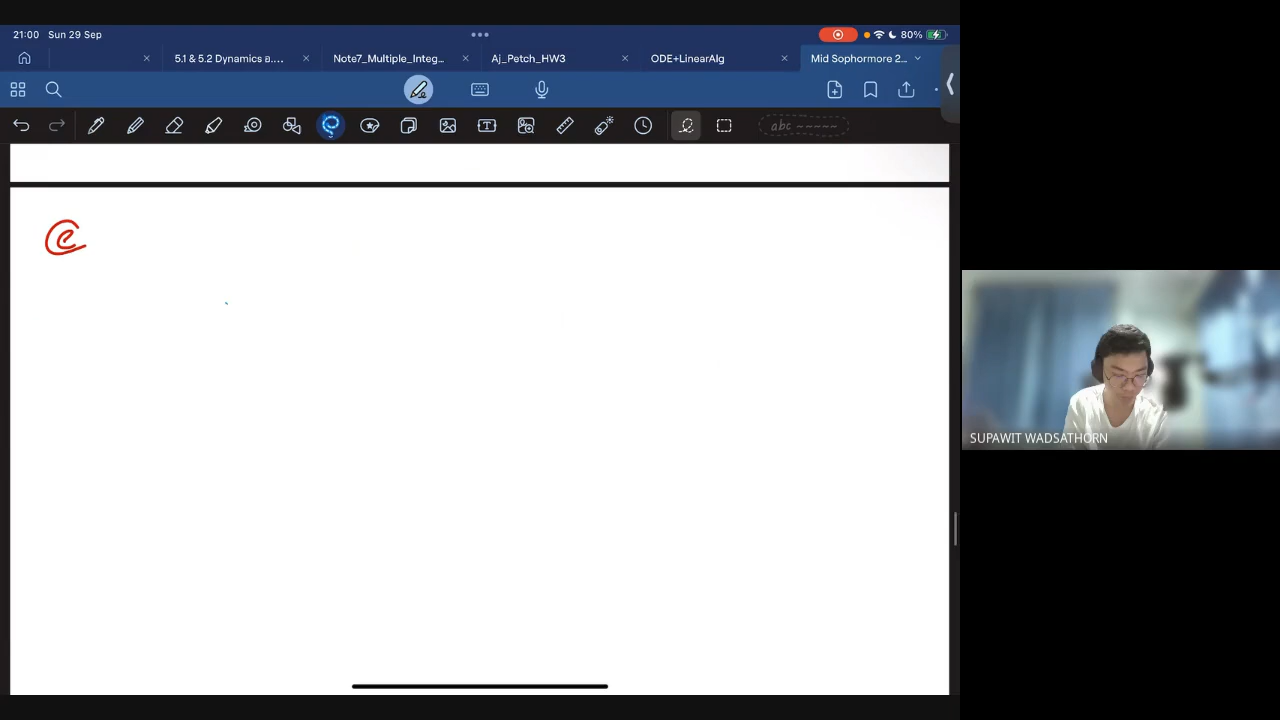 21:00 Sun 29 Sep
80%
5.1 & 5.2 Dynamics a....
Note7_Multiple_Integ...
Aj_Petch_HW3
ODE+LinearAlg
Mid Sophormore 2...
abc
e
SUPAWIT WADSATHORN